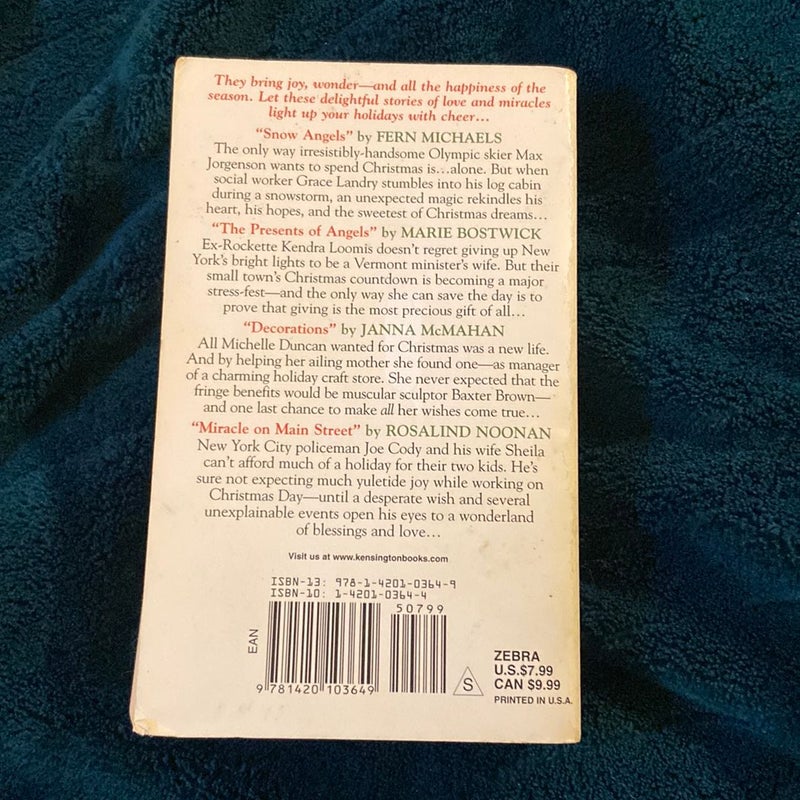 They bring joy, wonder—and all the happiness of the
season. Let these delightful stories of love and miracles
light up your holidays with cheer…
“Snow Angels” by FERN MICHAELS
The only way irresistibly-handsome Olympic skier Max
Jorgenson wants to spend Christmas is…alone. But when
social worker Grace Landry stumbles into his log cabin
during a snowstorm, an unexpected magic rekindles his
heart, his hopes, and the sweetest of Christmas dreams…
“The Presents of Angels” by MARIE BOSTWICK
Ex-Rockette Kendra Loomis doesn’t regret giving up New
York’s bright lights to be a Vermont minister’s wife. But their
small town’s Christmas countdown is becoming a major
stress-fest—and the only way she can save the day is to
prove that giving is the most precious gift of all…
“Decorations” by JANNA McMAHAN
All Michelle Duncan wanted for Christmas was a new life.
And by helping her ailing mother she found one—as manager
of a charming holiday craft store. She never expected that the
fringe benefits would be muscular sculptor Baxter Brown—
and one last chance to make all her wishes come true…
“Miracle on Main Street” by ROSALIND NOONAN
New York City policeman Joe Cody and his wife Sheila
can’t afford much of a holiday for their two kids. He’s
sure not expecting much yuletide joy while working on
Christmas Day—until a desperate wish and several
unexplainable events open his eyes to a wonderland
of blessings and love…
Visit us at www.kensingtonbooks.com
ISBN-13: 978-1-4201-0364-9
ISBN-10: 1-4201-0364-4
50799
EAN
9 781420 103649
S
ZEBRA
U.S.$7.99
CAN $9.99
PRINTED IN U.S.A.